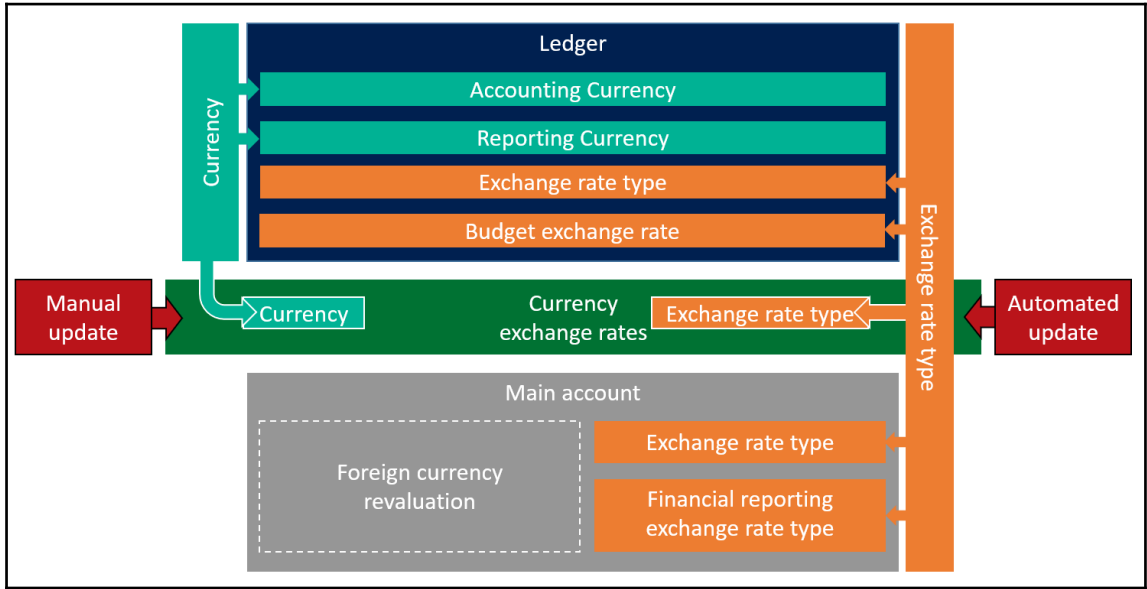 Ledger
Currency
Accounting Currency
Reporting Currency
Exchange rate type
Budget exchange rate
Exchange rate type
Manual
update
Currency
Currency
exchange rates
Exchange rate type
Automated
update
Main account
Foreign currency
revaluation
Exchange rate type
Financial reporting
exchange rate type